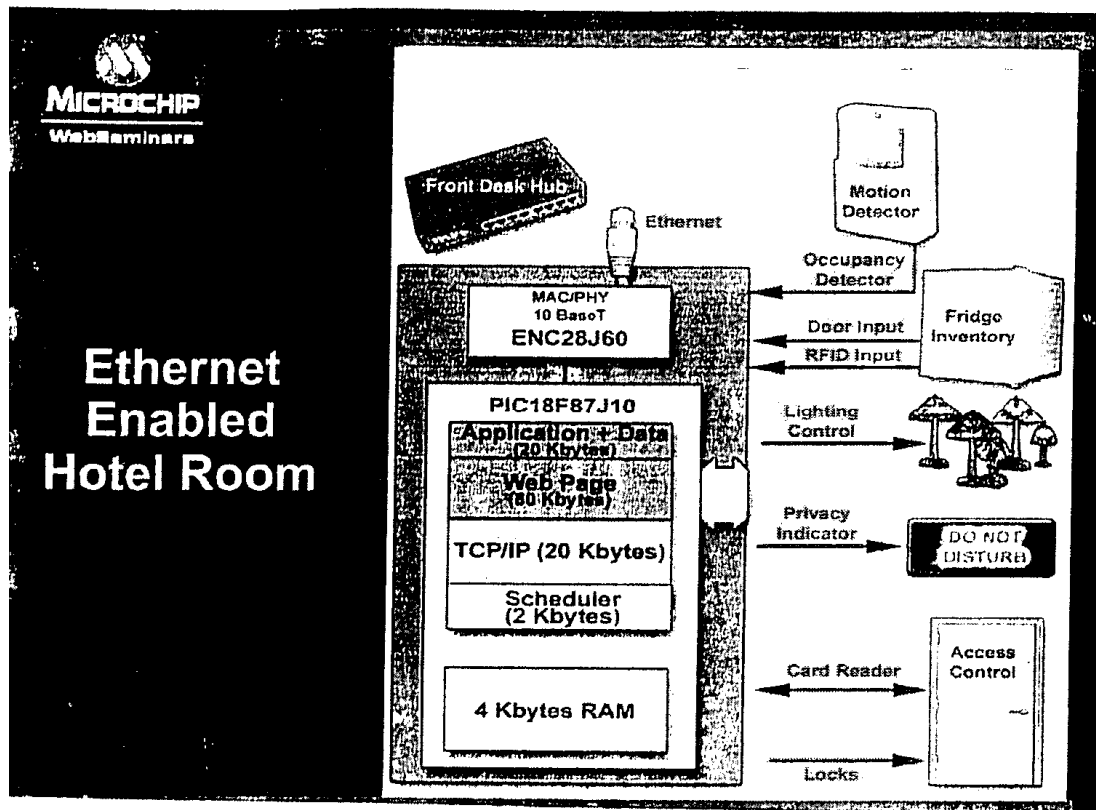 MICROCHIP
WebSeminars
Ethernet
Enabled
Hotel Room
Front Desk Hub
Ethernet
MAC/PHY
10 BaseT
ENC28J60
PIC18F87J10
Application + Data
(20 Kbytes)
Web Page
(80 Kbytes)
TCP/IP (20 Kbytes)
Scheduler
(2 Kbytes)
4 Kbytes RAM
Motion
Detector
Occupancy
Detector
Door Input
RFID Input
Fridge
Inventory
Lighting
Control
Privacy
Indicator
DO NOT
DISTURB
Card Reader
Access
Control
Locks